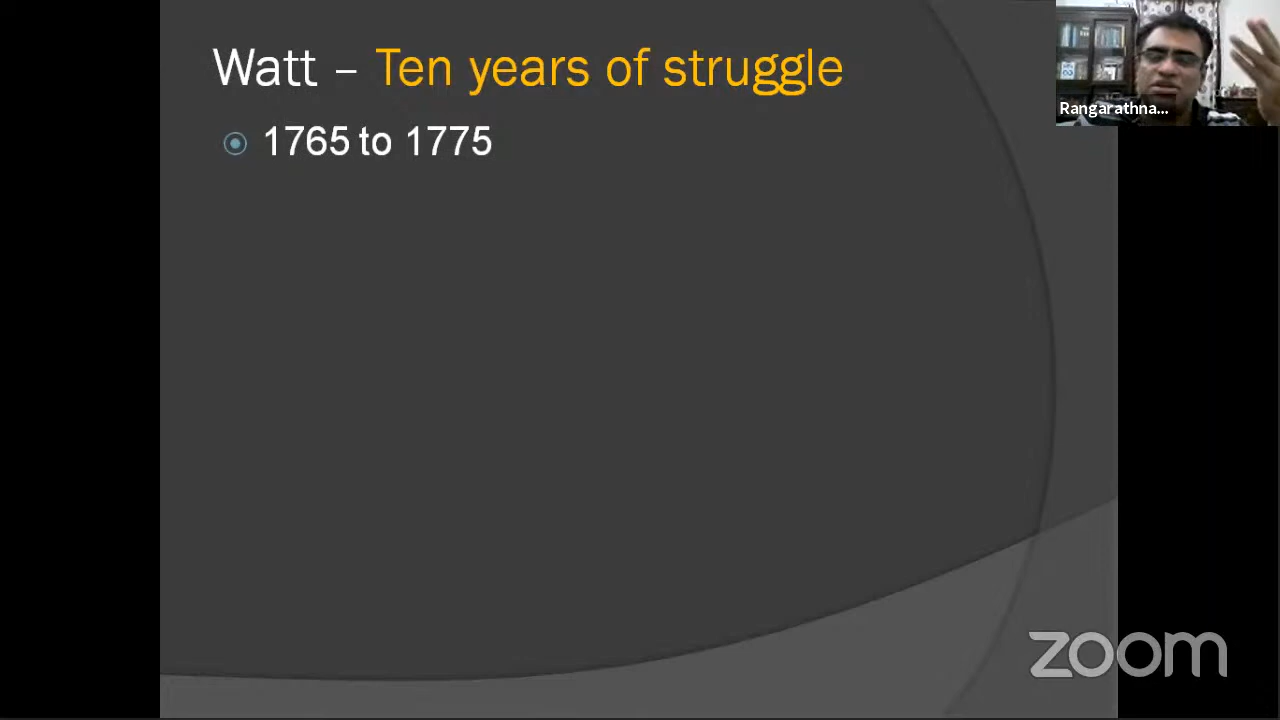 Watt – Ten years of struggle
1765 to 1775
Rangarathna...
zoom